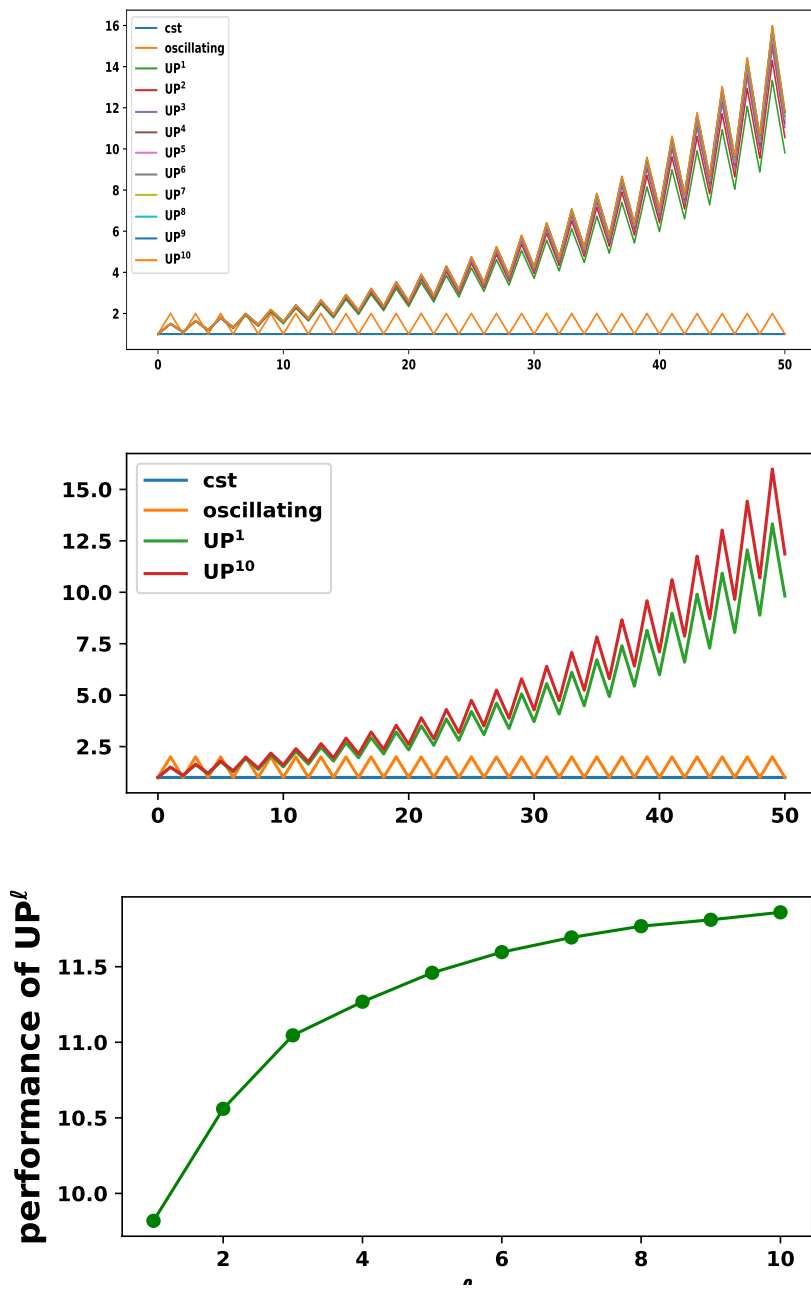 16
14
12
10
8
6
4
2
cst
oscillating
UP¹
UP²
UP³
UP⁴
UP⁵
UP⁶
UP⁷
UP⁸
UP⁹
UP¹⁰
0 10 20 30 40 50
15.0
12.5
10.0
7.5
5.0
2.5
cst
oscillating
UP¹
UP¹⁰
0 10 20 30 40 50
performance of UP^ℓ
11.5
11.0
10.5
10.0
2 4 6 8 10